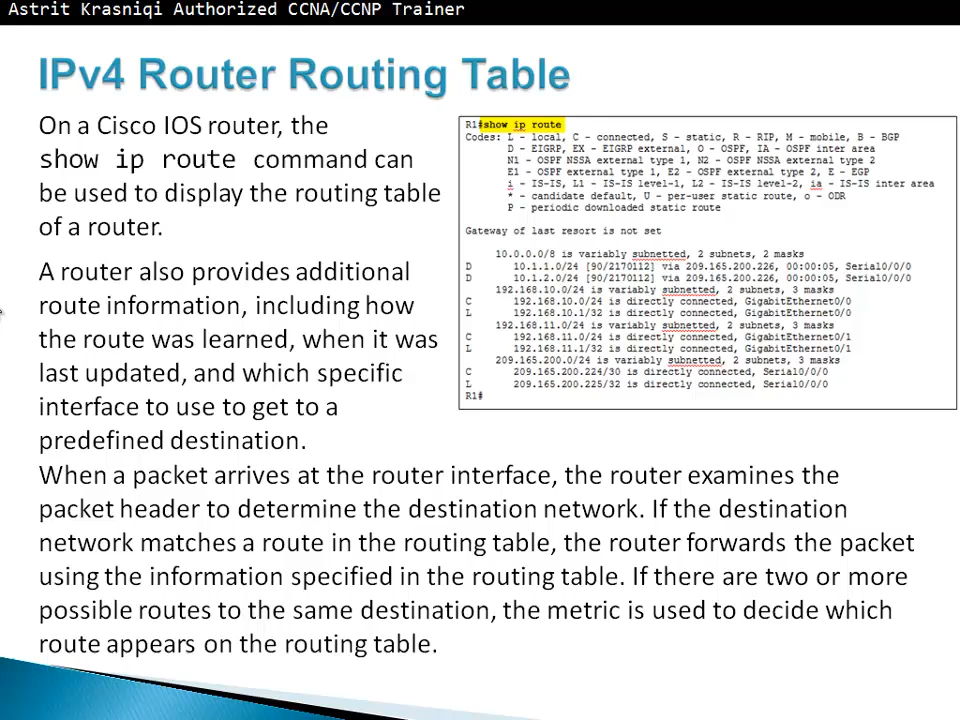 Astrit Krasniqi Authorized CCNA/CCNP Trainer
IPv4 Router Routing Table
On a Cisco IOS router, the
show ip route command can
be used to display the routing table
of a router.
A router also provides additional
route information, including how
the route was learned, when it was
last updated, and which specific
interface to use to get to a
predefined destination.
When a packet arrives at the router interface, the router examines the
packet header to determine the destination network. If the destination
network matches a route in the routing table, the router forwards the packet
using the information specified in the routing table. If there are two or more
possible routes to the same destination, the metric is used to decide which
route appears on the routing table.
R1#show ip route
Codes: L - local, C - connected, S - static, R - RIP, M - mobile, B - BGP
D - EIGRP, EX - EIGRP external, O - OSPF, IA - OSPF inter area
N1 - OSPF NSSA external type 1, N2 - OSPF NSSA external type 2
E1 - OSPF external type 1, E2 - OSPF external type 2, E - EGP
i - IS-IS, L1 - IS-IS level-1, L2 - IS-IS level-2, ia - IS-IS inter area
* - candidate default, U - per-user static route, o - ODR
P - periodic downloaded static route
Gateway of last resort is not set
10.0.0.0/8 is variably subnetted, 2 subnets, 2 masks
D 10.1.1.0/24 [90/2170112] via 209.165.200.226, 00:00:05, Serial0/0/0
D 10.1.2.0/24 [90/2170112] via 209.165.200.226, 00:00:05, Serial0/0/0
192.168.10.0/24 is variably subnetted, 2 subnets, 3 masks
C 192.168.10.0/24 is directly connected, GigabitEthernet0/0
L 192.168.10.1/32 is directly connected, GigabitEthernet0/0
192.168.11.0/24 is variably subnetted, 2 subnets, 3 masks
C 192.168.11.0/24 is directly connected, GigabitEthernet0/1
L 192.168.11.1/32 is directly connected, GigabitEthernet0/1
209.165.200.0/24 is variably subnetted, 2 subnets, 3 masks
C 209.165.200.224/30 is directly connected, Serial0/0/0
L 209.165.200.225/32 is directly connected, Serial0/0/0
R1#